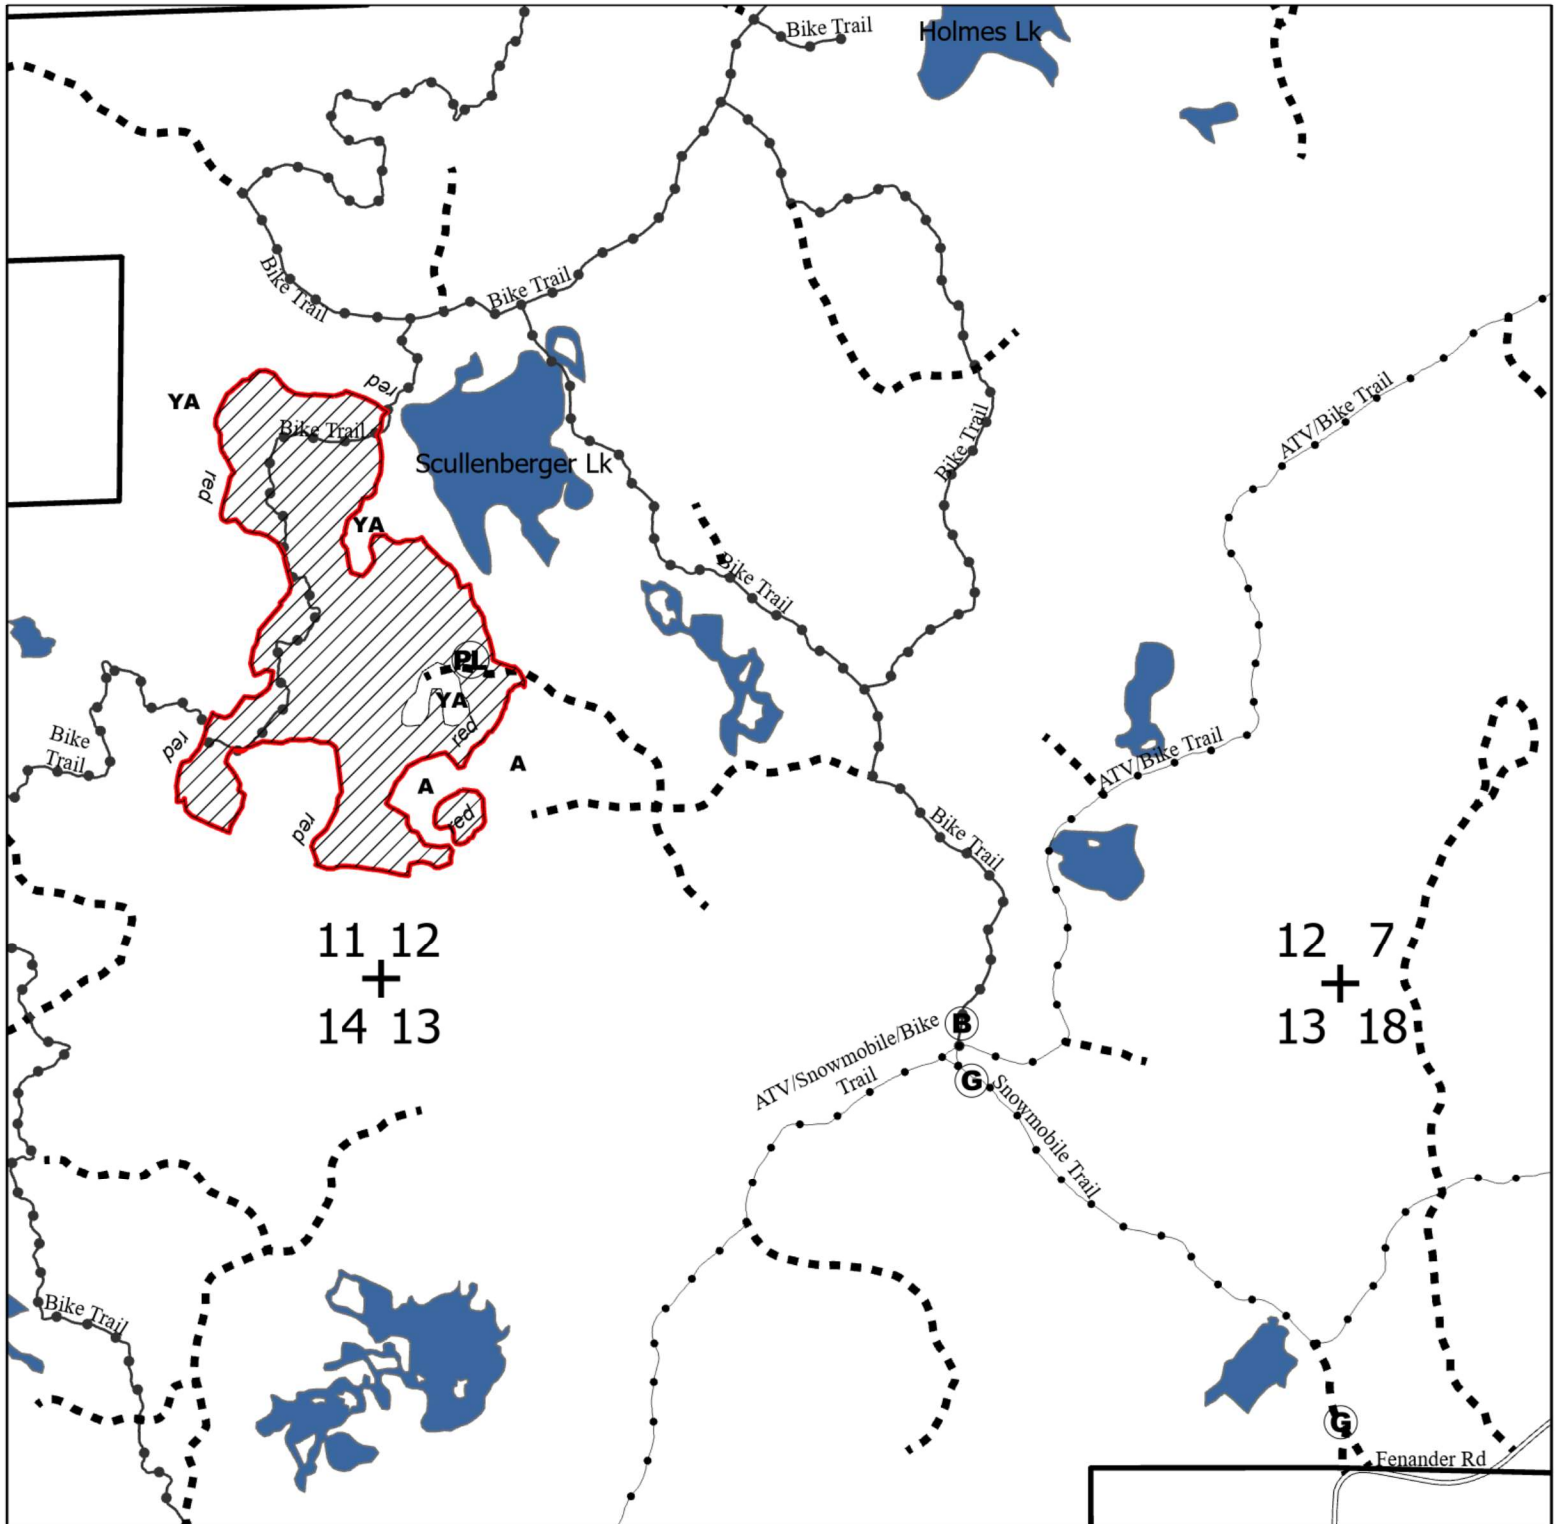 Bike Trail
Holmes Lk
Bike Trail
Bike Trail
red
YA
Bike Trail
ATV/Bike Trail
Bike Trail
Scullenberger Lk
red
YA
Bike Trail
PL
YA
red
Bike
Trail
red
A
ATV/Bike Trail
A
red
red
Bike Trail
11 12
14 13
12 7
13 18
B
ATV/Snowmobile/Bike
Trail
G
Snowmobile Trail
Bike Trail
G
Fenander Rd